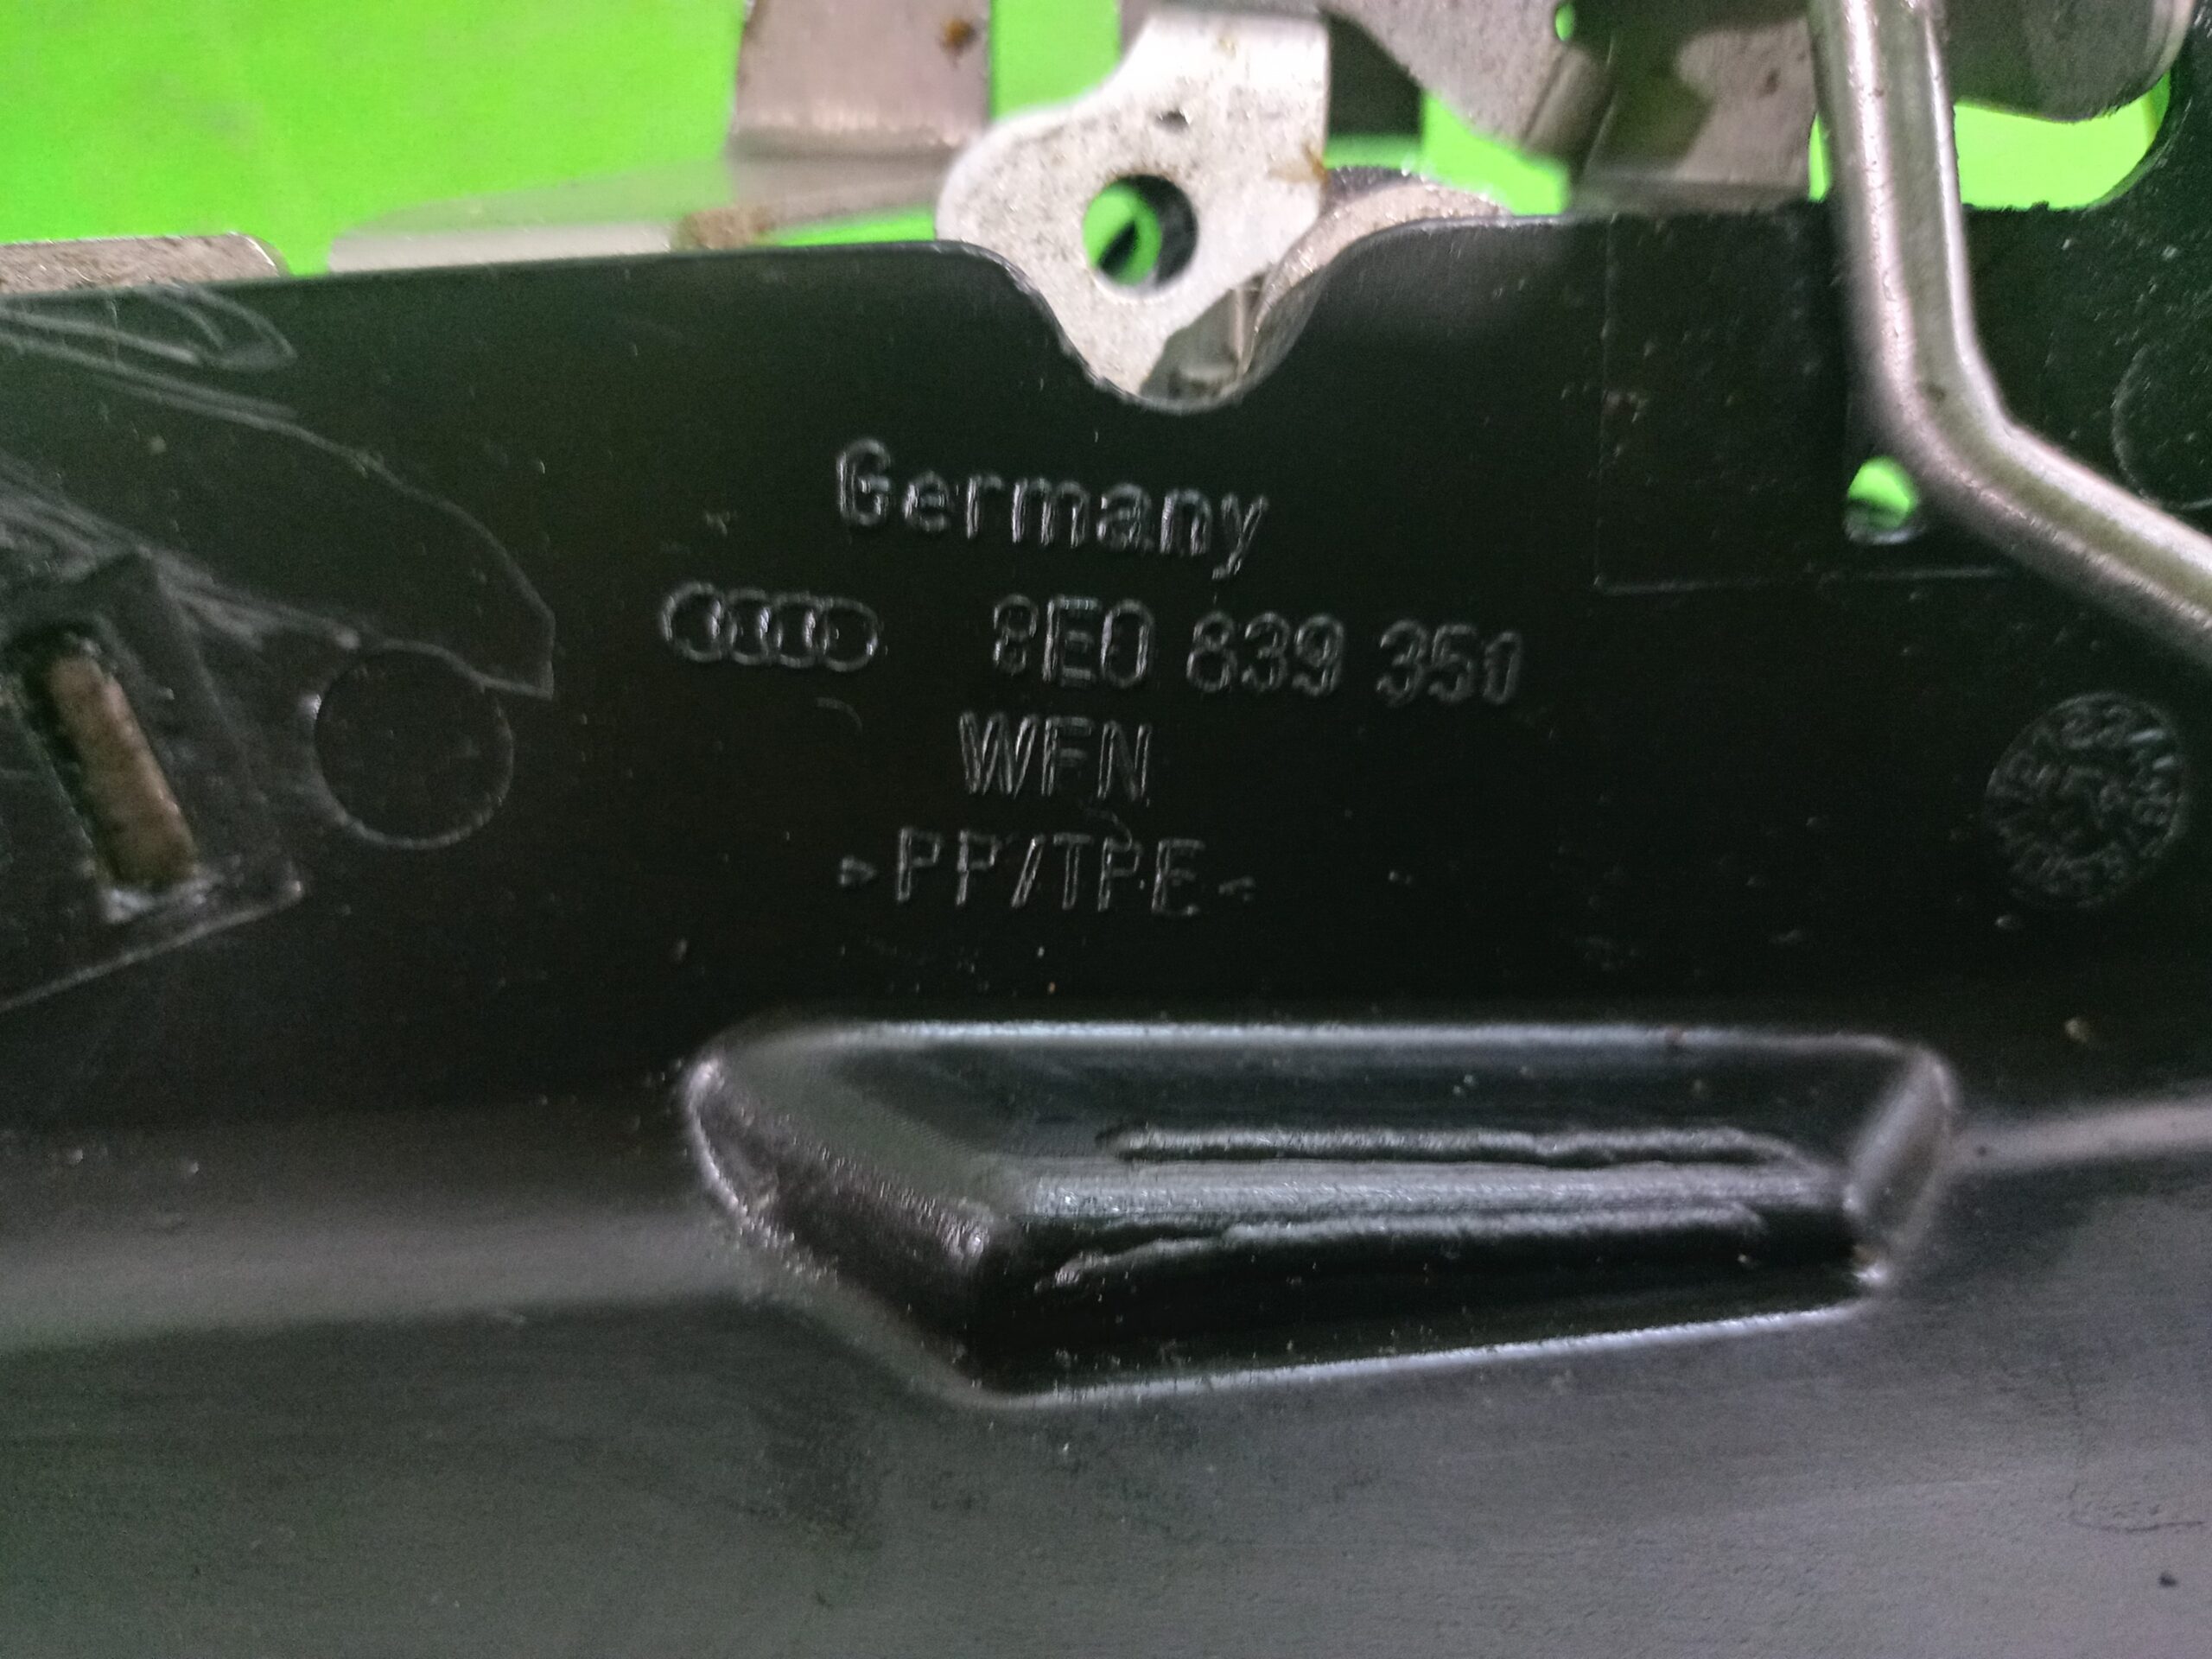 Germany
8E0 839 351
WFN
>PP/TPE<